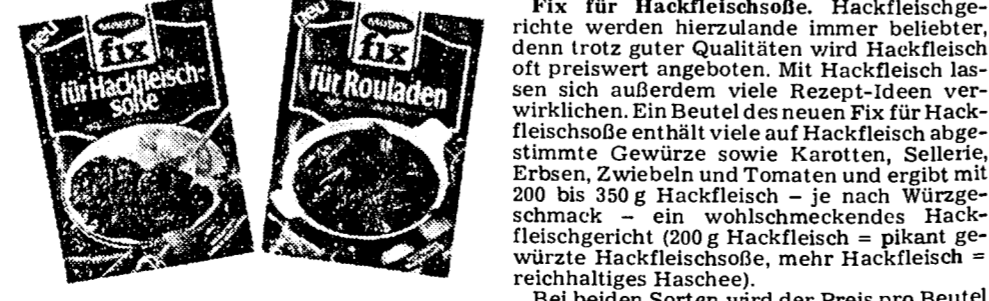 neu
fix
für Hackfleisch-
soße
neu
fix
für Rouladen
Fix für Hackfleischsoße. Hackfleischge-
richte werden hierzulande immer beliebter,
denn trotz guter Qualitäten wird Hackfleisch
oft preiswert angeboten. Mit Hackfleisch las-
sen sich außerdem viele Rezept-Ideen ver-
wirklichen. Ein Beutel des neuen Fix für Hack-
fleischsoße enthält viele auf Hackfleisch abge-
stimmte Gewürze sowie Karotten, Sellerie,
Erbsen, Zwiebeln und Tomaten und ergibt mit
200 bis 350 g Hackfleisch – je nach Würzge-
schmack – ein wohlschmeckendes Hack-
fleischgericht (200 g Hackfleisch = pikant ge-
würzte Hackfleischsoße, mehr Hackfleisch =
reichhaltiges Haschee).
Bei beiden Sorten wird der Preis pro Beutel